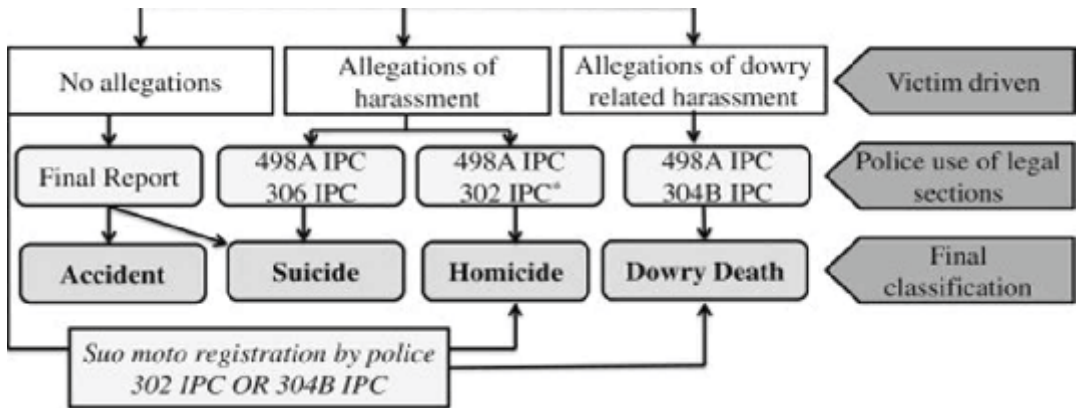 No allegations
Allegations of
harassment
Allegations of dowry
related harassment
Victim driven
Final Report
498A IPC
306 IPC
498A IPC
302 IPC*
498A IPC
304B IPC
Police use of legal
sections
Accident
Suicide
Homicide
Dowry Death
Final
classification
Suo moto registration by police
302 IPC OR 304B IPC